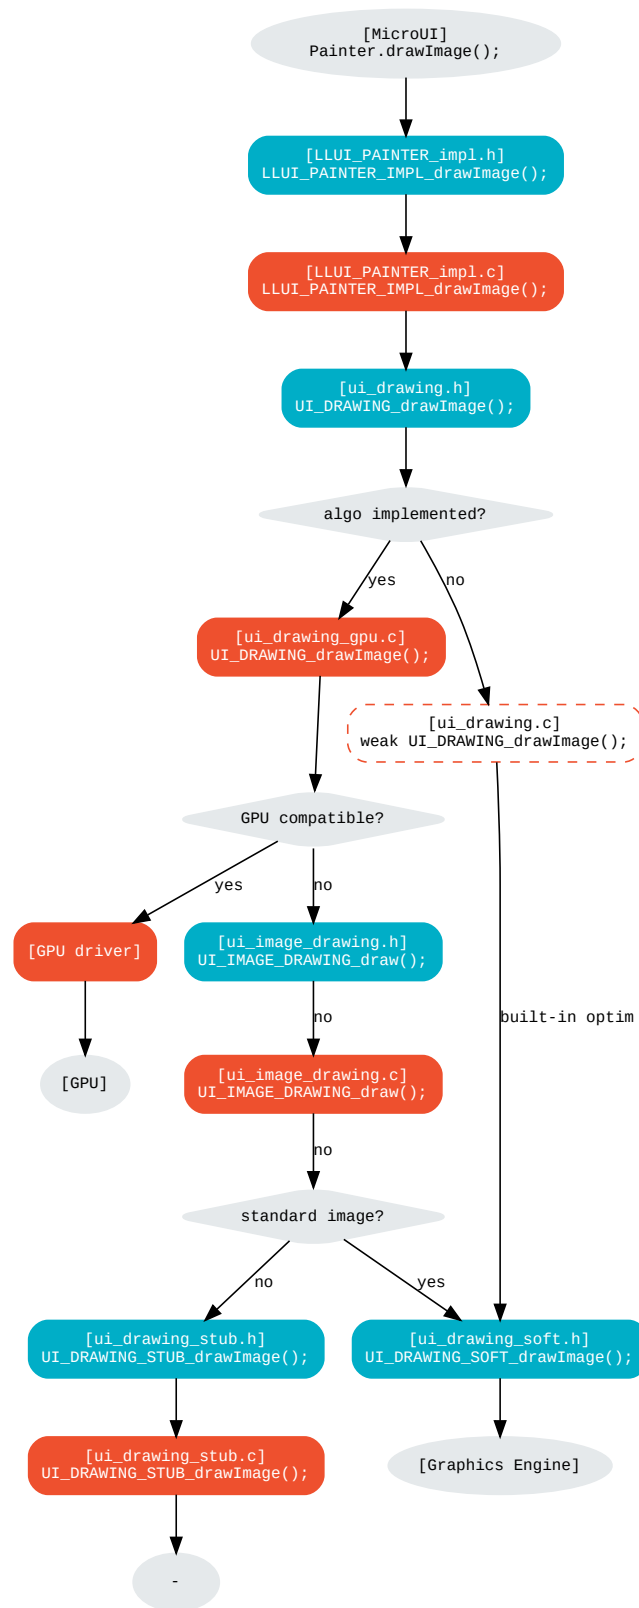 [MicroUI]
Painter.drawImage();
[LLUI_PAINTER_impl.h]
LLUI_PAINTER_IMPL_drawImage();
[LLUI_PAINTER_impl.c]
LLUI_PAINTER_IMPL_drawImage();
[ui_drawing.h]
UI_DRAWING_drawImage();
algo implemented?
yes
no
[ui_drawing_gpu.c]
UI_DRAWING_drawImage();
[ui_drawing.c]
weak UI_DRAWING_drawImage();
GPU compatible?
yes
no
[GPU driver]
[ui_image_drawing.h]
UI_IMAGE_DRAWING_draw();
no
built-in optim
[GPU]
[ui_image_drawing.c]
UI_IMAGE_DRAWING_draw();
no
standard image?
no
yes
[ui_drawing_stub.h]
UI_DRAWING_STUB_drawImage();
[ui_drawing_soft.h]
UI_DRAWING_SOFT_drawImage();
[ui_drawing_stub.c]
UI_DRAWING_STUB_drawImage();
[Graphics Engine]
-